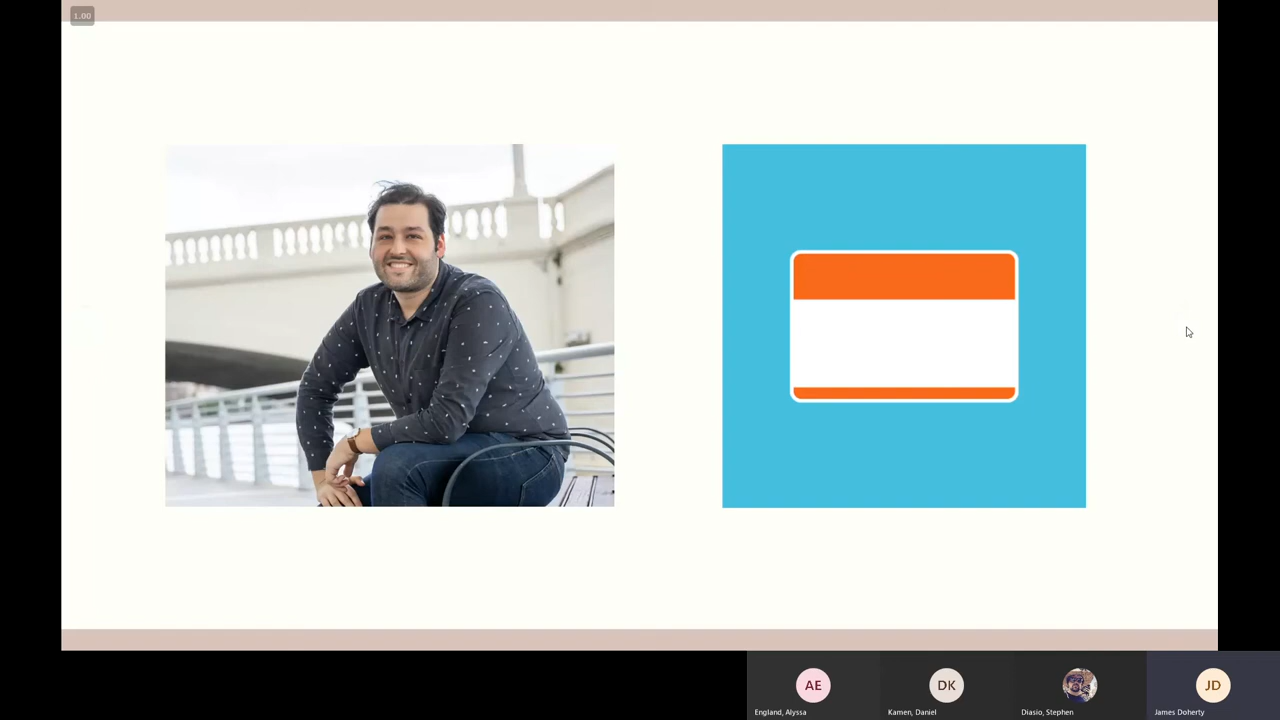 1.00
AE
England, Alyssa
DK
Kamen, Daniel
Diasio, Stephen
JD
James Doherty